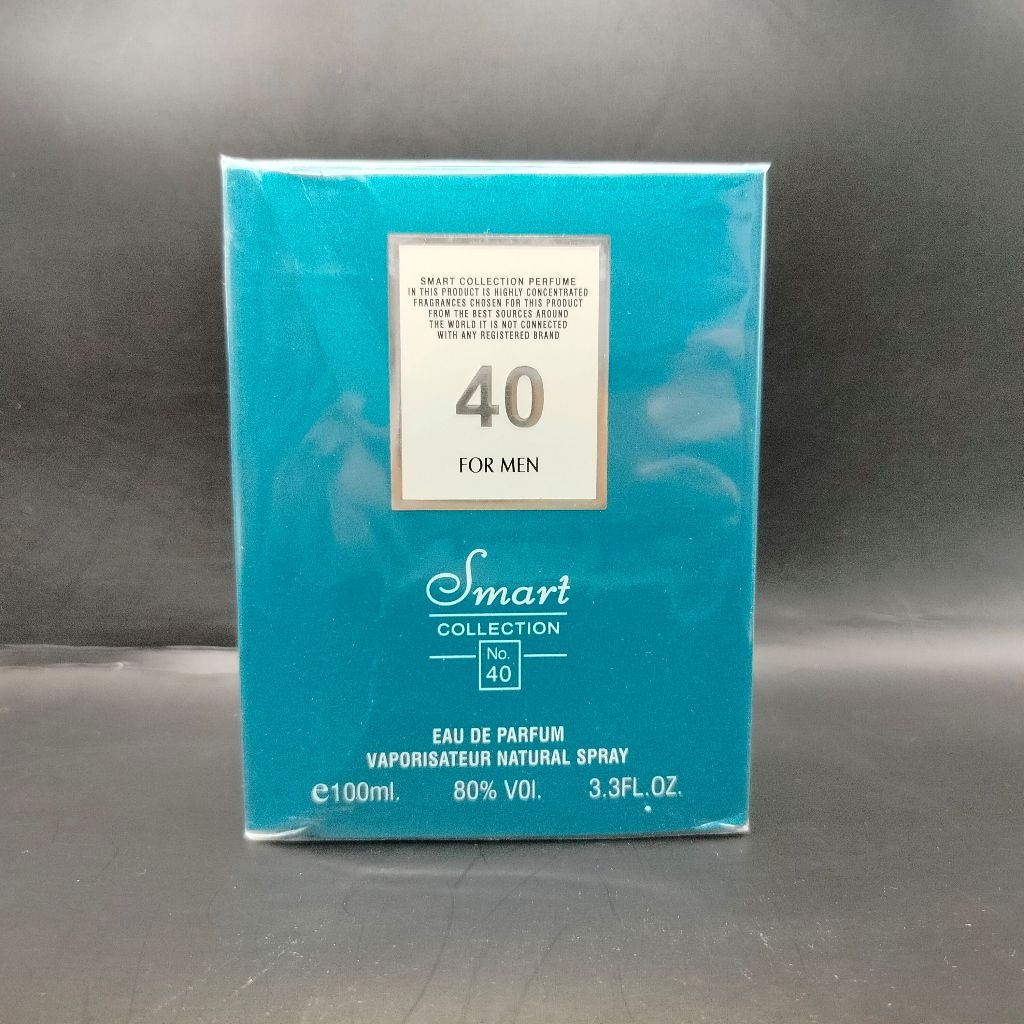 SMART COLLECTION PERFUME
IN THIS PRODUCT IS HIGHLY CONCENTRATED
FRAGRANCES CHOSEN FOR THIS PRODUCT
FROM THE BEST SOURCES AROUND
THE WORLD IT IS NOT CONNECTED
WITH ANY REGISTERED BRAND
40
FOR MEN
Smart
COLLECTION
No.
40
EAU DE PARFUM
VAPORISATEUR NATURAL SPRAY
e100ml. 80% VOl. 3.3FL.OZ.